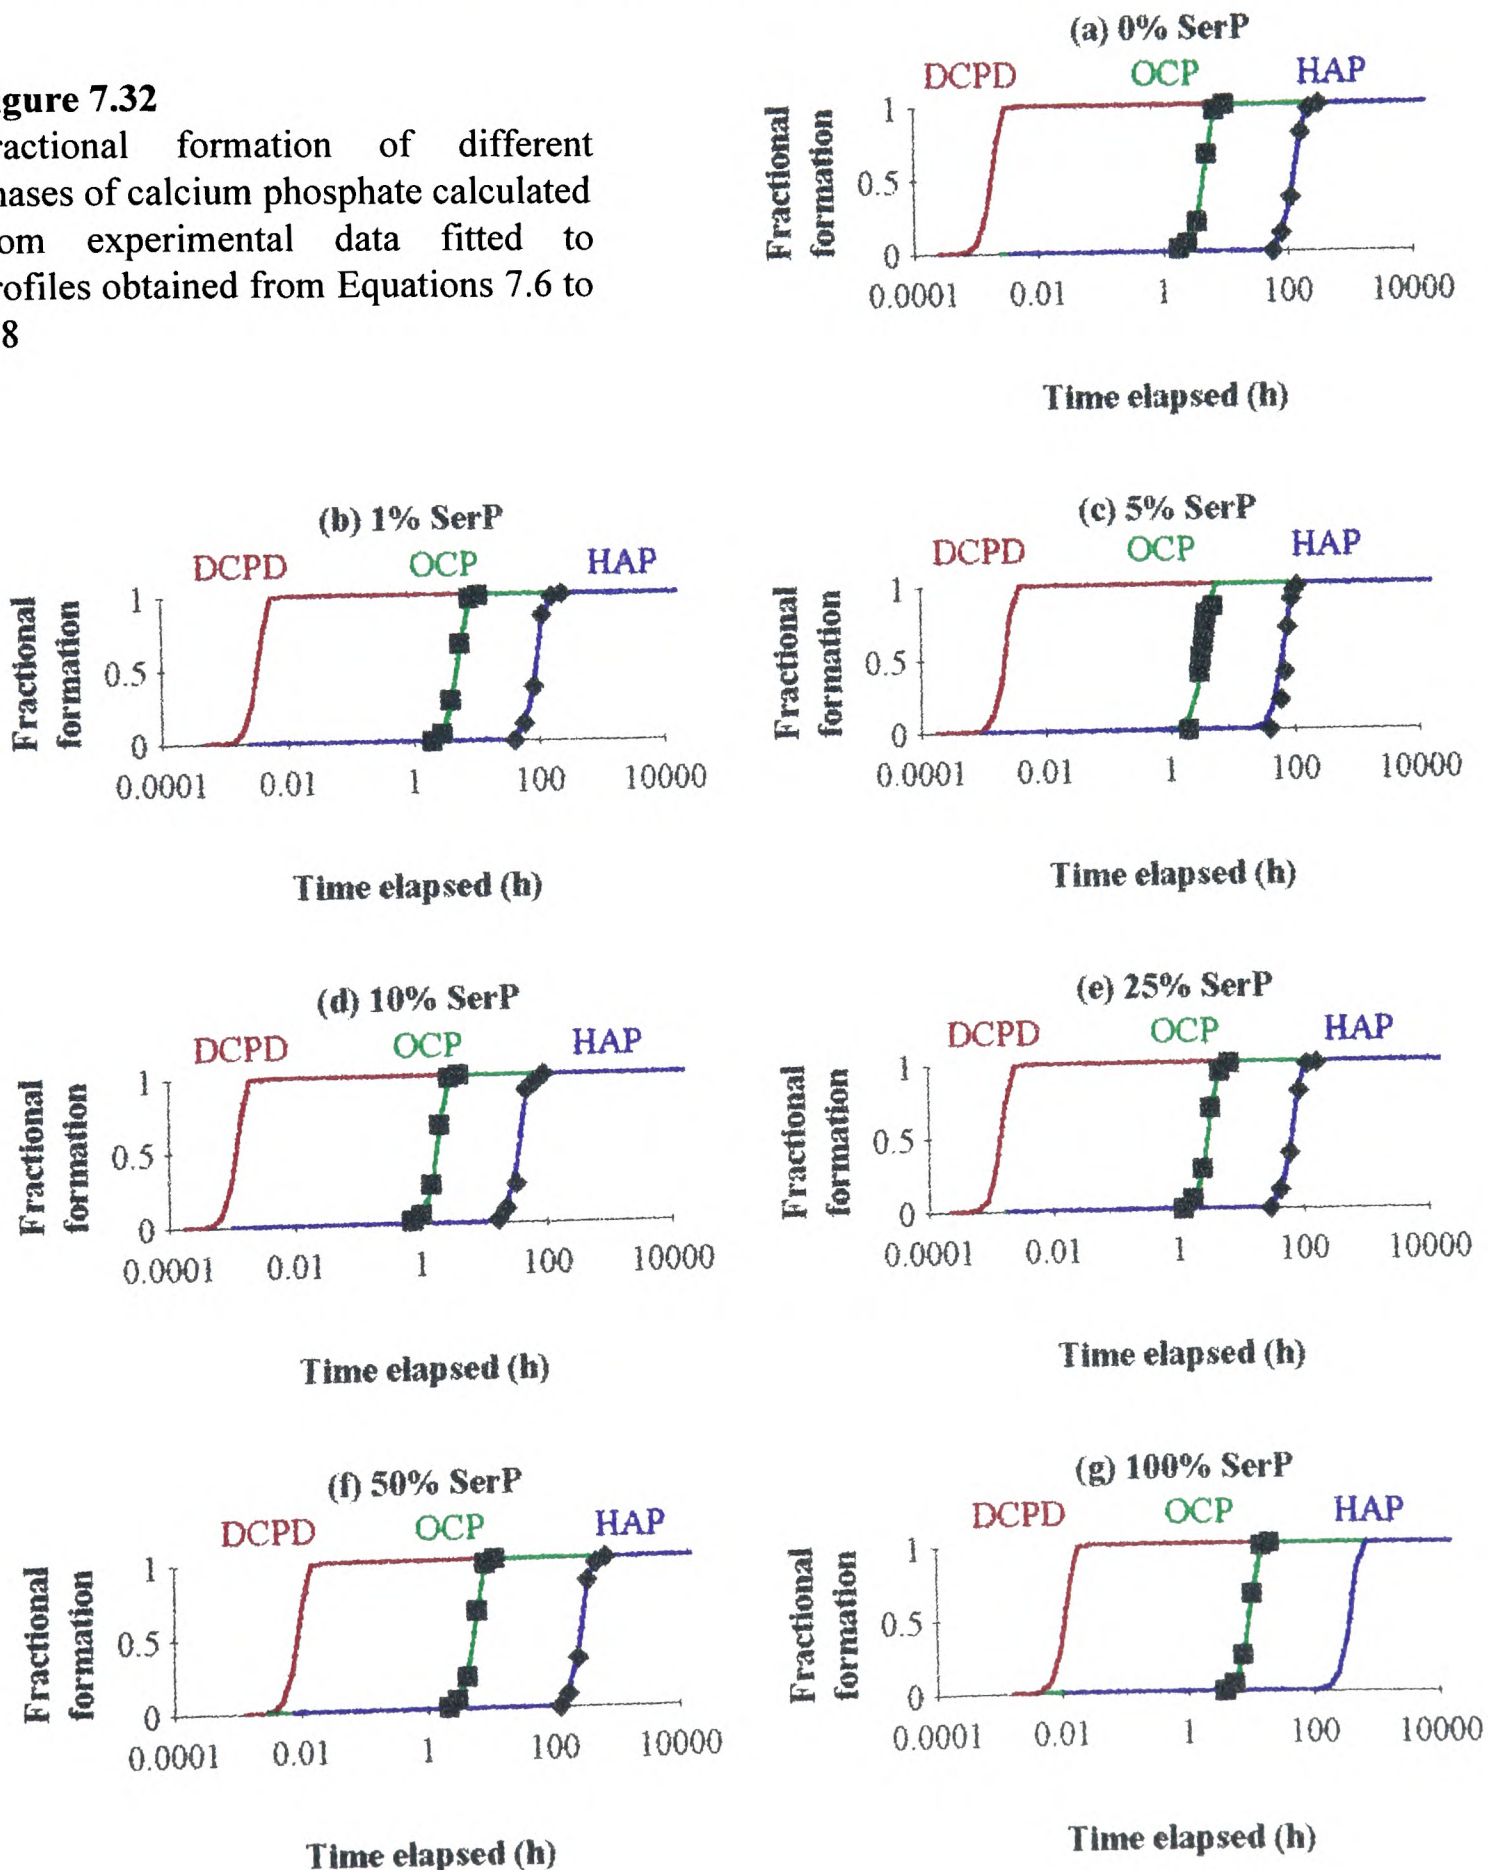 gure 7.32
ractional formation of different
hases of calcium phosphate calculated
om experimental data fitted to
rofiles obtained from Equations 7.6 to
8
(a) 0% SerP
DCPD OCP HAP
Fractional
formation
1
0.5
0
0.0001 0.01 1 100 10000
Time elapsed (h)
(b) 1% SerP
DCPD OCP HAP
Fractional
formation
1
0.5
0
0.0001 0.01 1 100 10000
Time elapsed (h)
(c) 5% SerP
DCPD OCP HAP
Fractional
formation
1
0.5
0
0.0001 0.01 1 100 10000
Time elapsed (h)
(d) 10% SerP
DCPD OCP HAP
Fractional
formation
1
0.5
0
0.0001 0.01 1 100 10000
Time elapsed (h)
(e) 25% SerP
DCPD OCP HAP
Fractional
formation
1
0.5
0
0.0001 0.01 1 100 10000
Time elapsed (h)
(f) 50% SerP
DCPD OCP HAP
Fractional
formation
1
0.5
0
0.0001 0.01 1 100 10000
Time elapsed (h)
(g) 100% SerP
DCPD OCP HAP
Fractional
formation
1
0.5
0
0.0001 0.01 1 100 10000
Time elapsed (h)